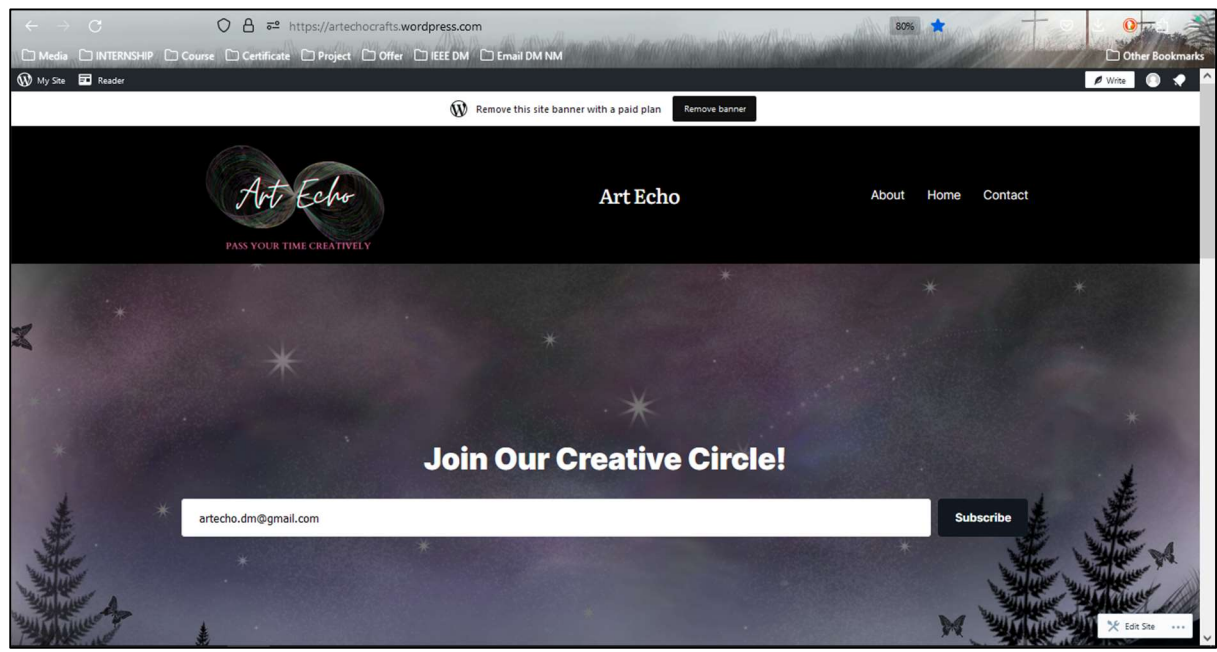 https://artechocrafts.wordpress.com 80%
Media INTERNSHIP Course Certificate Project Offer IEEE DM Email DM NM Other Bookmarks
My Site Reader Write
Remove this site banner with a paid plan Remove banner
Art Echo
PASS YOUR TIME CREATIVELY
Art Echo
About Home Contact
Join Our Creative Circle!
artecho.dm@gmail.com Subscribe
Edit Site